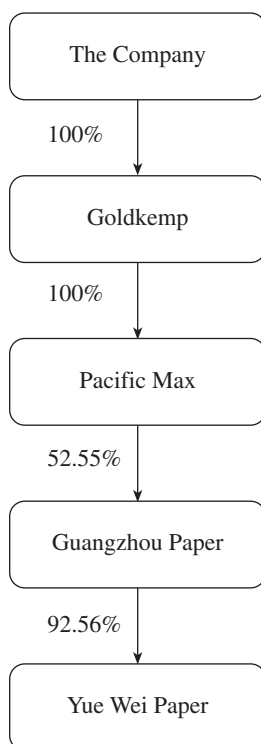 The Company
100%
Goldkemp
100%
Pacific Max
52.55%
Guangzhou Paper
92.56%
Yue Wei Paper